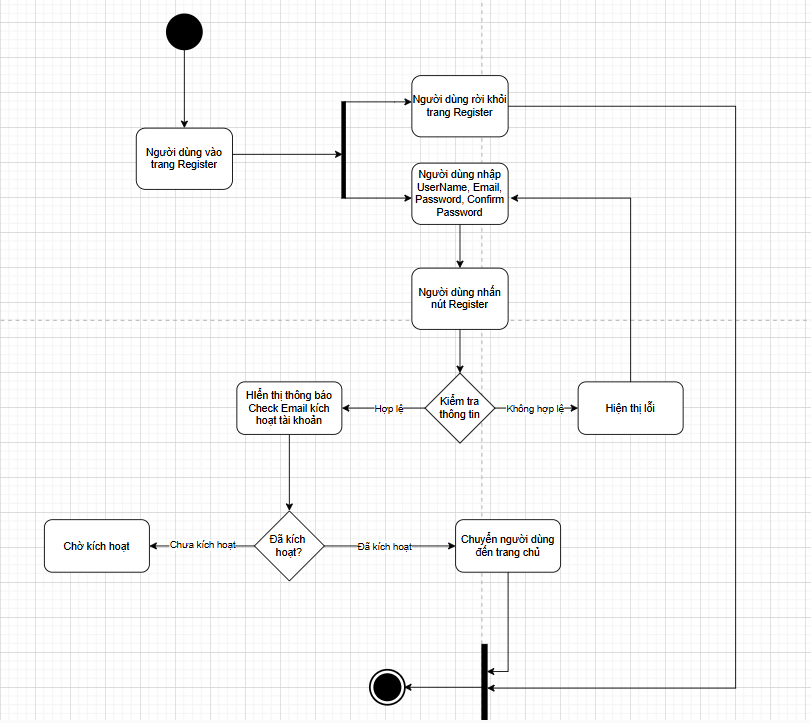 Người dùng rời khỏi
trang Register
Người dùng vào
trang Register
Người dùng nhập
UserName, Email,
Password, Confirm
Password
Người dùng nhấn
nút Register
HIển thị thông báo
Check Email kích
hoạt tài khoản
Hợp lệ
Kiểm tra
thông tin
Không hợp lệ
Hiện thị lỗi
Chờ kích hoạt
Chưa kích hoạt
Đã kích
hoạt?
Đã kích hoạt
Chuyển người dùng
đến trang chủ